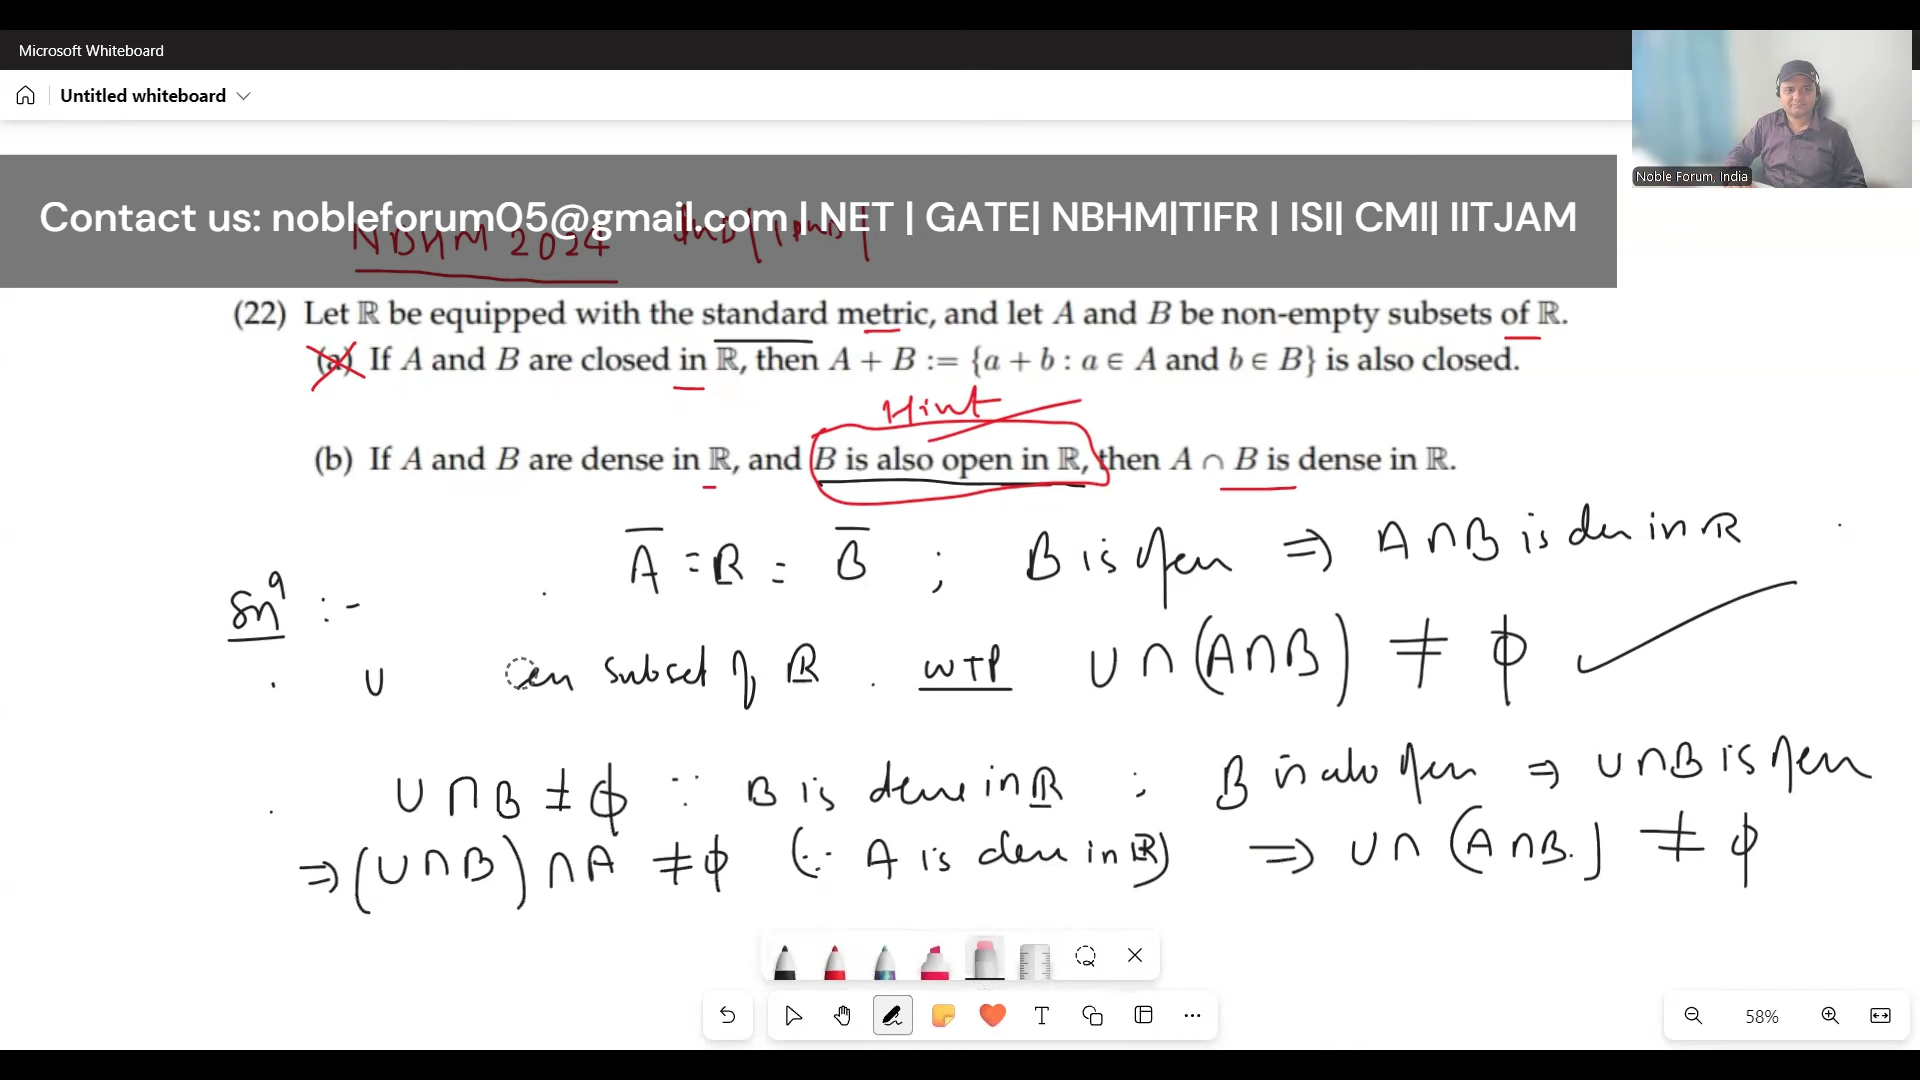 Microsoft Whiteboard
Untitled whiteboard
Noble Forum, India
Contact us: nobleforum05@gmail.com | NET | GATE| NBHM|TIFR | ISI| CMI| IITJAM
NBHM 2024
(22) Let ℝ be equipped with the standard metric, and let A and B be non-empty subsets of ℝ.
(a) If A and B are closed in ℝ, then A + B := {a + b : a ∈ A and b ∈ B} is also closed.
Hint
(b) If A and B are dense in ℝ, and B is also open in ℝ, then A ∩ B is dense in ℝ.
A̅ = ℝ = B̅ ; B is open ⇒ A∩B is den in ℝ
Sn :-
U en subset of ℝ . WTP U∩(A∩B) ≠ ϕ
U∩B ≠ ϕ ∵ B is dense in ℝ ; B is also open ⇒ U∩B is open
⇒ (U∩B)∩A ≠ ϕ (∵ A is dense in ℝ) ⇒ U∩(A∩B) ≠ ϕ
58%